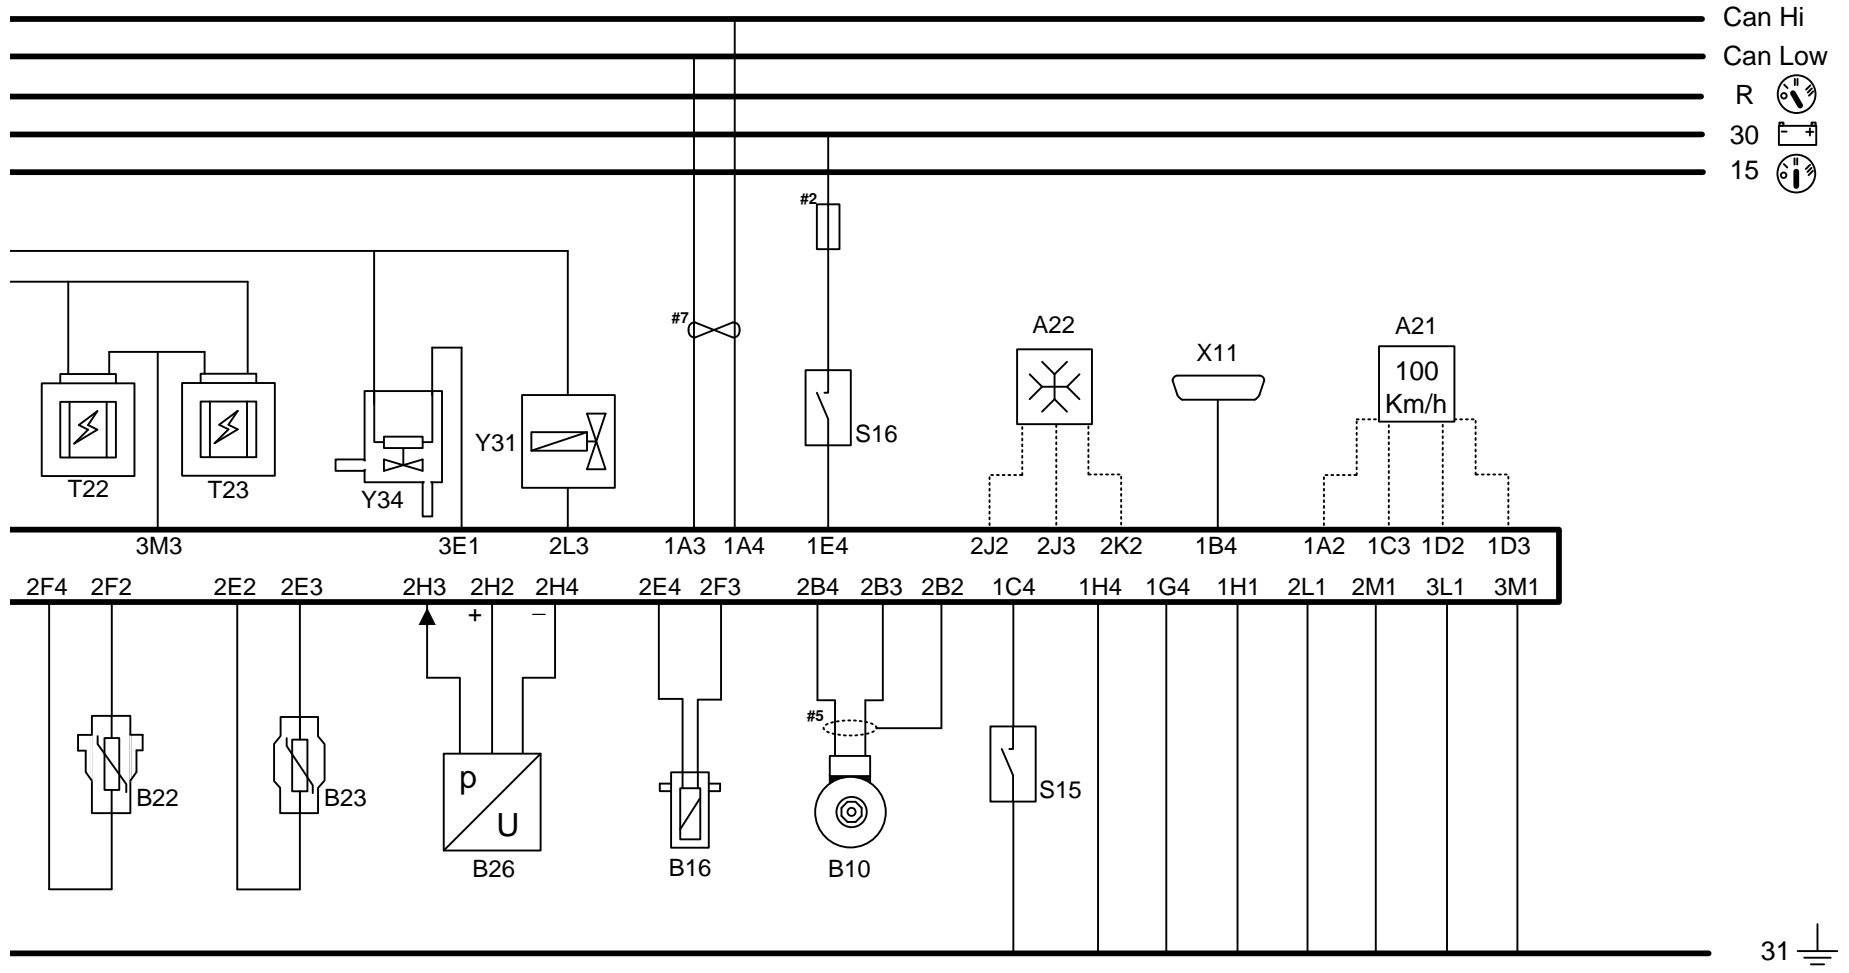 Can Hi
Can Low
R
30
- +
15
#2
#7
A22
X11
A21
100
Km/h
Y31
S16
T22
T23
Y34
3M3 3E1 2L3 1A3 1A4 1E4 2J2 2J3 2K2 1B4 1A2 1C3 1D2 1D3
2F4 2F2 2E2 2E3 2H3 2H2 2H4 2E4 2F3 2B4 2B3 2B2 1C4 1H4 1G4 1H1 2L1 2M1 3L1 3M1
+ −
#5
p
U
B22
B23
B26
B16
B10
S15
31